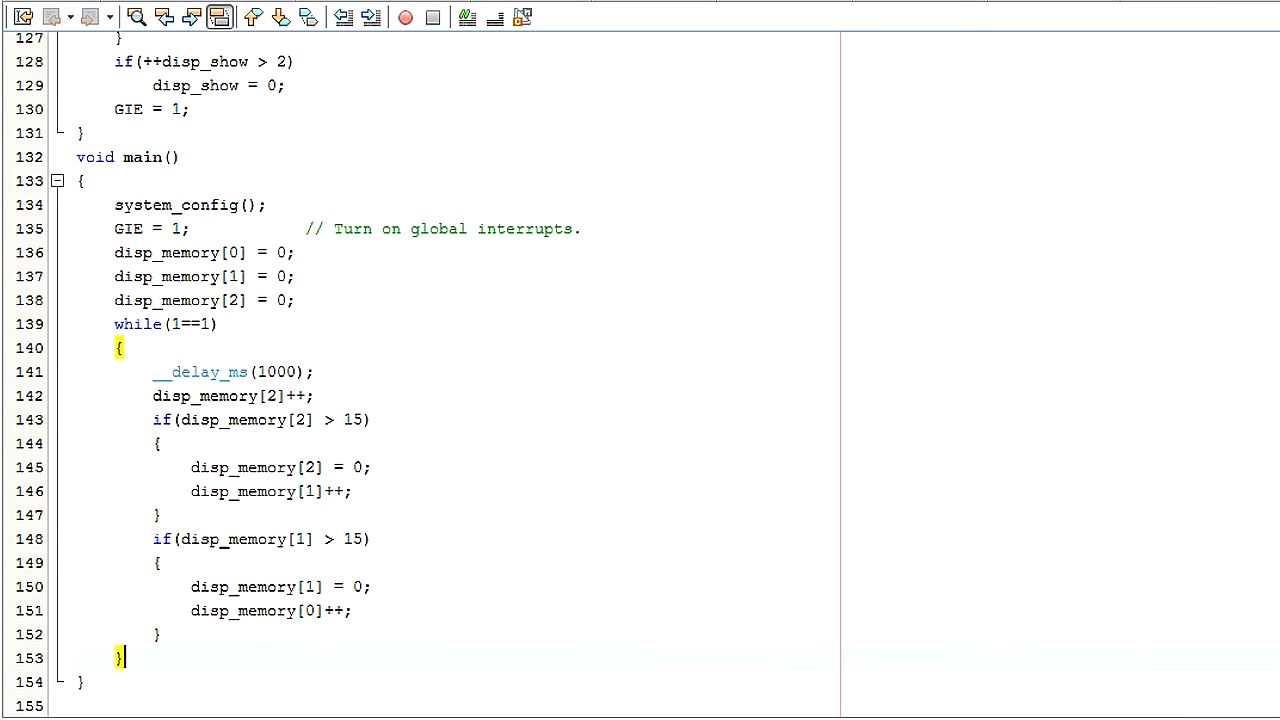 127 }
128 if(++disp_show > 2)
129 disp_show = 0;
130 GIE = 1;
131 }
132 void main()
133 {
134 system_config();
135 GIE = 1; // Turn on global interrupts.
136 disp_memory[0] = 0;
137 disp_memory[1] = 0;
138 disp_memory[2] = 0;
139 while(1==1)
140 {
141 __delay_ms(1000);
142 disp_memory[2]++;
143 if(disp_memory[2] > 15)
144 {
145 disp_memory[2] = 0;
146 disp_memory[1]++;
147 }
148 if(disp_memory[1] > 15)
149 {
150 disp_memory[1] = 0;
151 disp_memory[0]++;
152 }
153 }
154 }
155